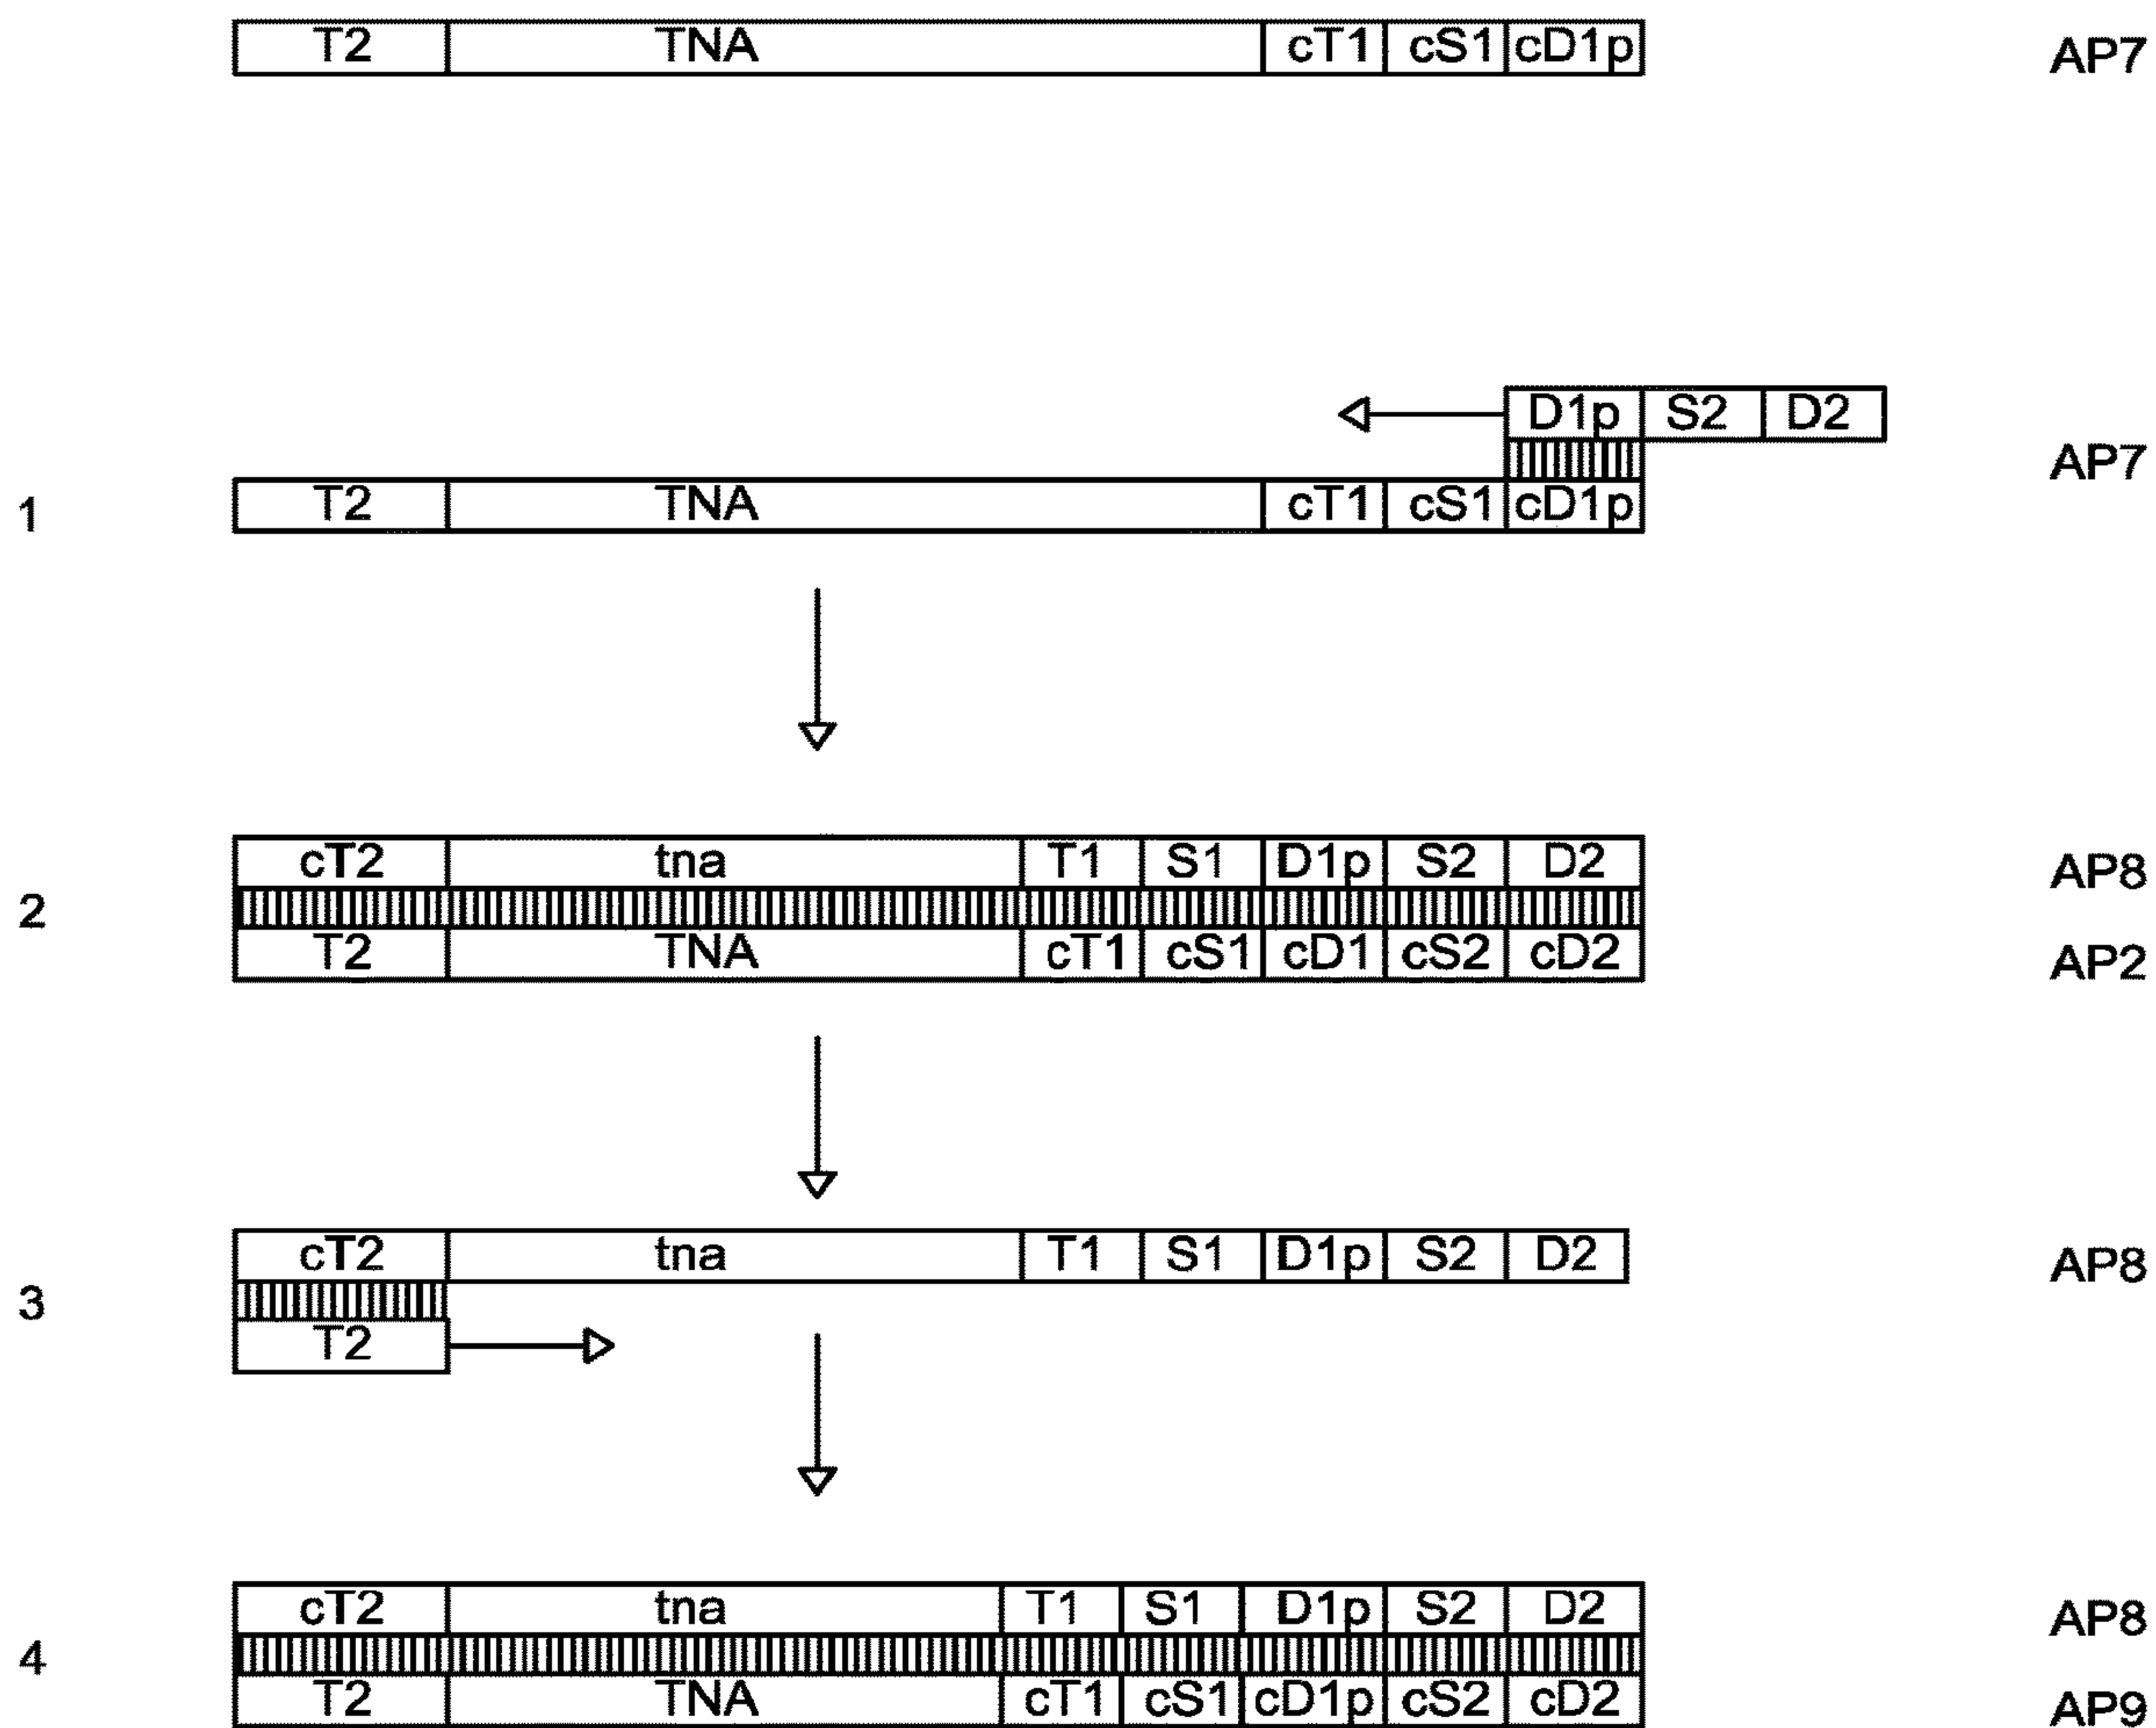 T2 TNA cT1 cS1 cD1p AP7
D1p S2 D2
AP7
1 T2 TNA cT1 cS1 cD1p
cT2 tna T1 S1 D1p S2 D2 AP8
2
T2 TNA cT1 cS1 cD1 cS2 cD2 AP2
cT2 tna T1 S1 D1p S2 D2 AP8
3
T2
cT2 tna T1 S1 D1p S2 D2 AP8
4
T2 TNA cT1 cS1 cD1p cS2 cD2 AP9